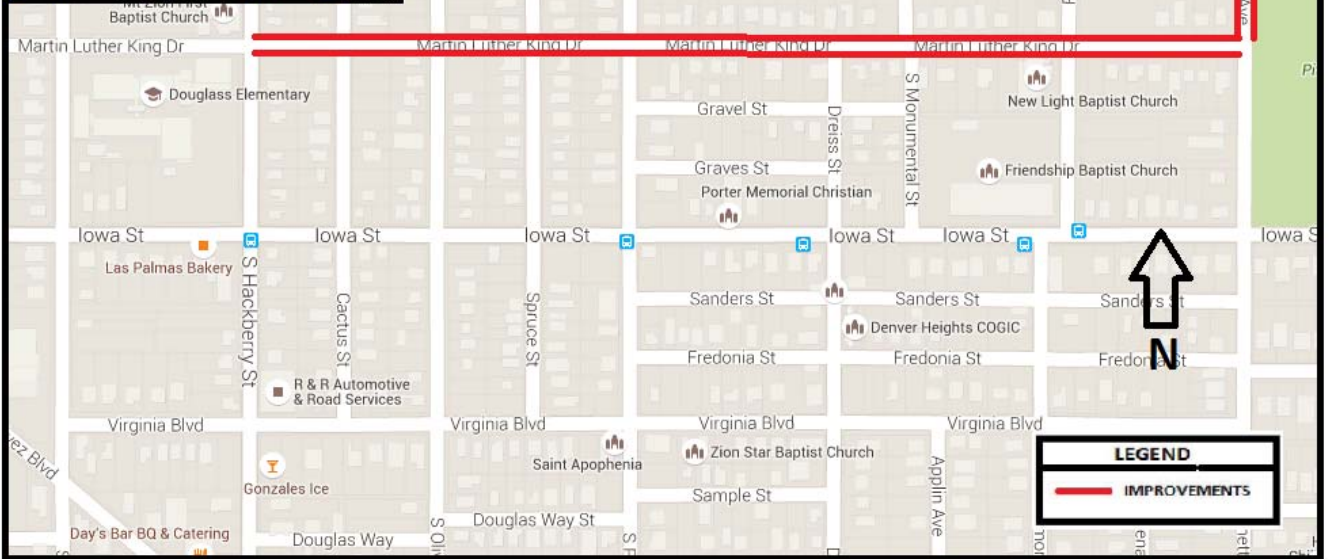 Baptist Church
Ave
Martin Luther King Dr
Martin Luther King Dr
Martin Luther King Dr
Martin Luther King Dr
Douglass Elementary
S Monumental St
New Light Baptist Church
Gravel St
Dreiss St
Graves St
Friendship Baptist Church
Porter Memorial Christian
Iowa St
Iowa St
Iowa St
Iowa St
Iowa St
Iowa S
Las Palmas Bakery
S Hackberry St
Cactus St
Spruce St
Sanders St
Sanders St
Sanders St
Denver Heights COGIC
Fredonia St
Fredonia St
Fredonia St
N
R & R Automotive
& Road Services
Virginia Blvd
Virginia Blvd
Virginia Blvd
Virginia Blvd
ez Blvd
Saint Apophenia
Zion Star Baptist Church
Applin Ave
LEGEND
IMPROVEMENTS
Gonzales Ice
Sample St
Douglas Way St
Day's Bar BQ & Catering
Douglas Way